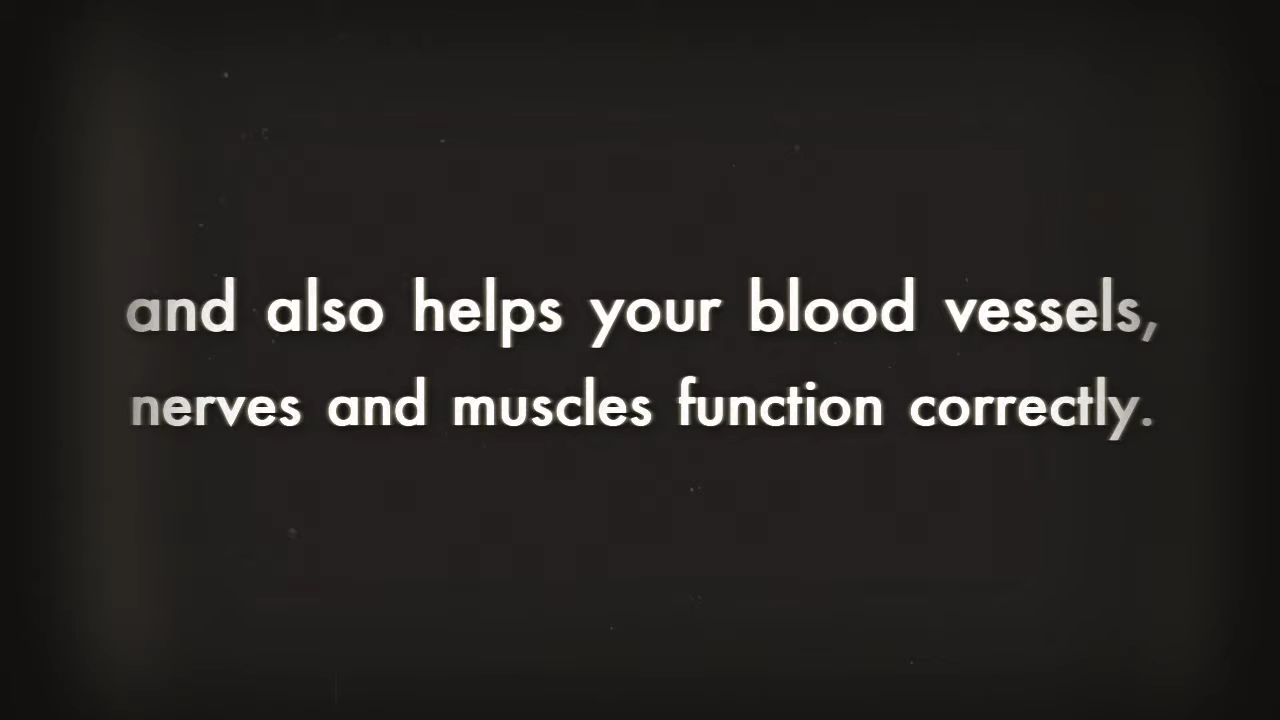 and also helps your blood vessels,
nerves and muscles function correctly.